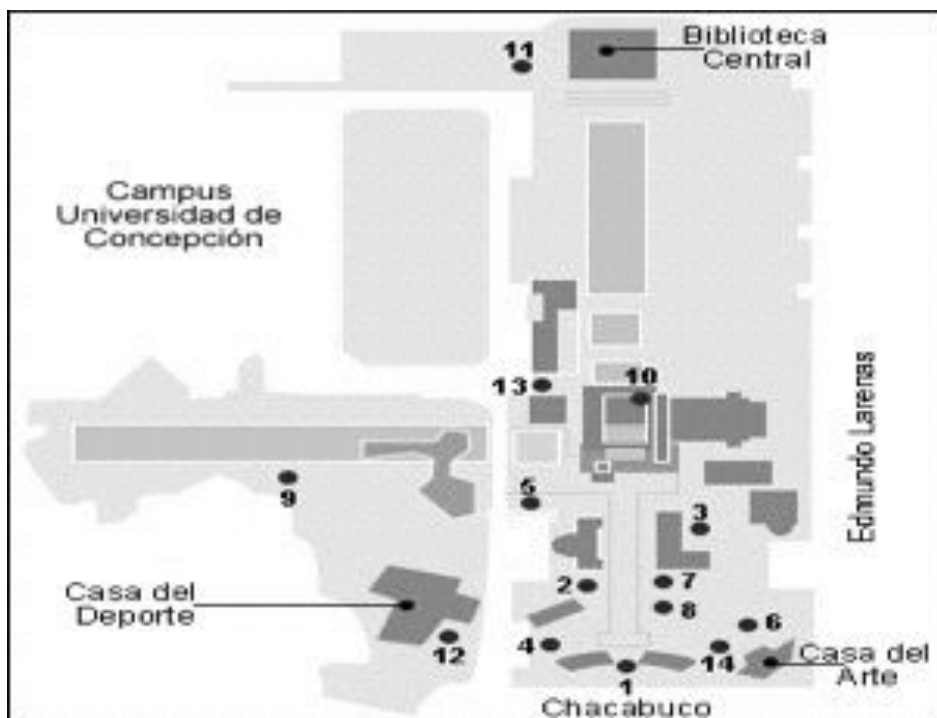 Biblioteca
Central
11
Campus
Universidad de
Concepción
13
10
Edmundo Larenas
9
5
3
Casa del
Deporte
2
7
8
6
12
4
14
Casa del
Arte
1
Chacabuco